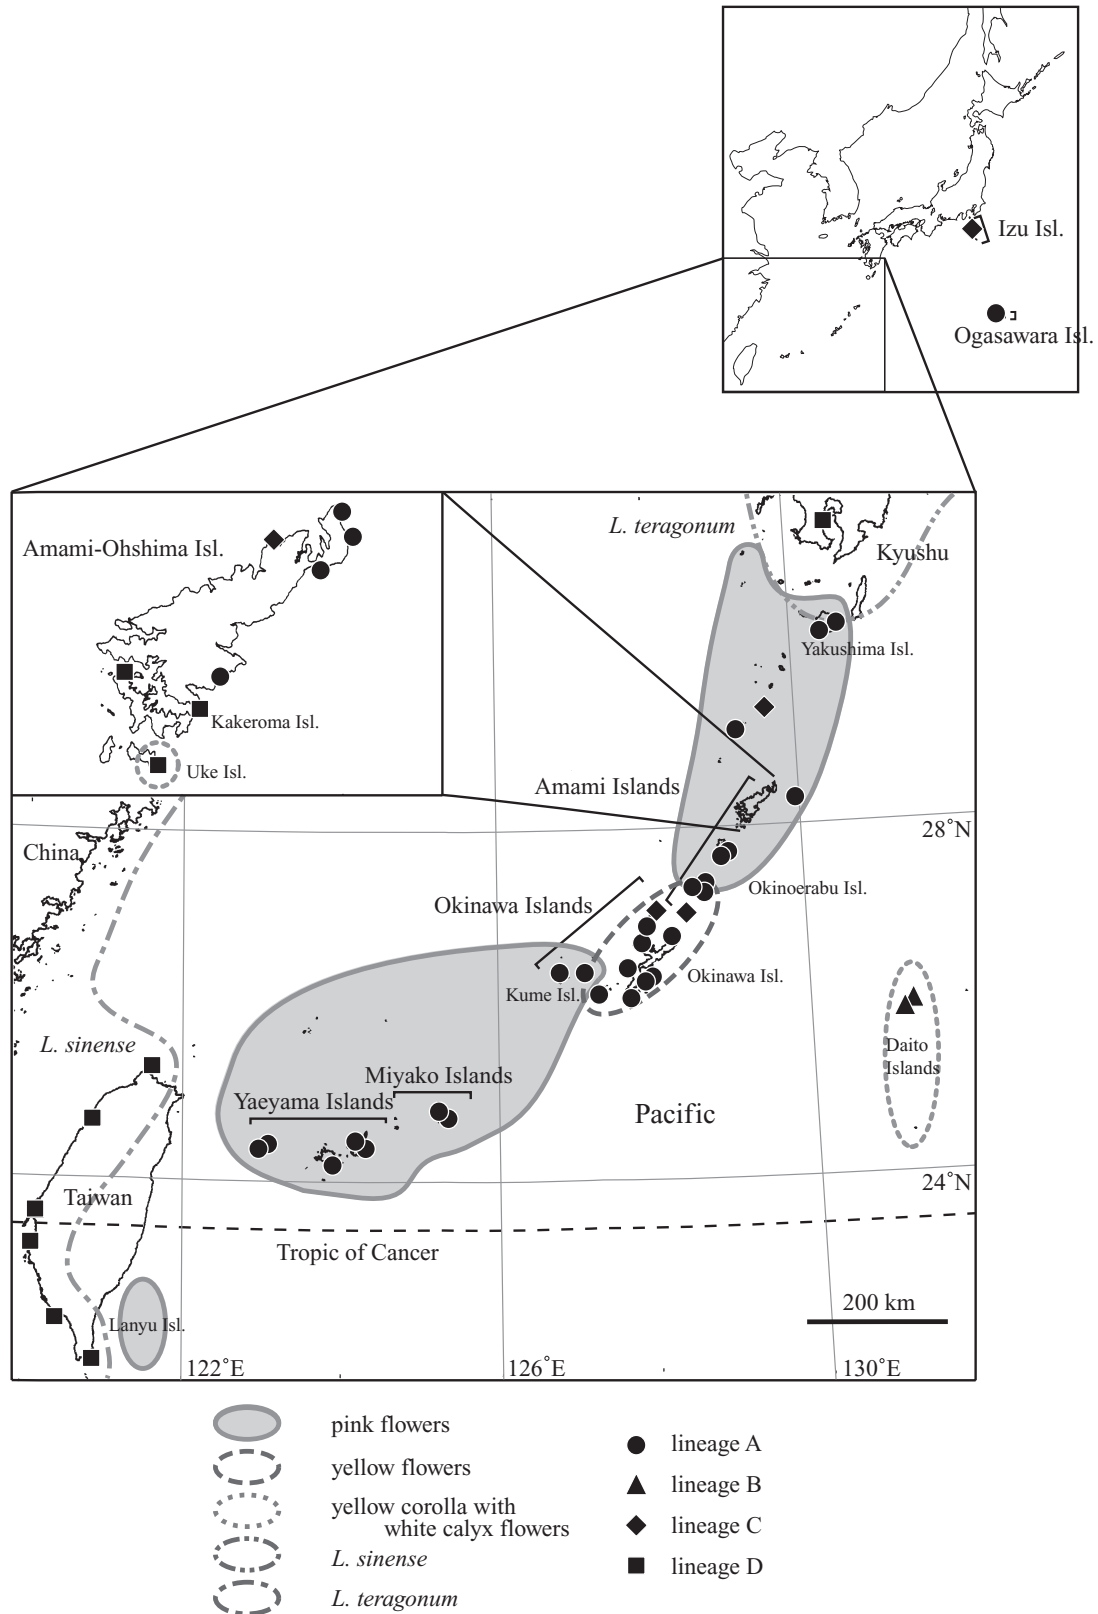 Izu Isl.
Ogasawara Isl.
Amami-Ohshima Isl.
Kakeroma Isl.
Uke Isl.
L. teragonum
Kyushu
Yakushima Isl.
Amami Islands
28˚N
China
Okinoerabu Isl.
Okinawa Islands
Okinawa Isl.
Kume Isl.
L. sinense
Daito
Islands
Miyako Islands
Yaeyama Islands
Pacific
24˚N
Taiwan
Tropic of Cancer
200 km
Lanyu Isl.
122˚E
126˚E
130˚E
pink flowers
yellow flowers
yellow corolla with
white calyx flowers
L. sinense
L. teragonum
lineage A
lineage B
lineage C
lineage D